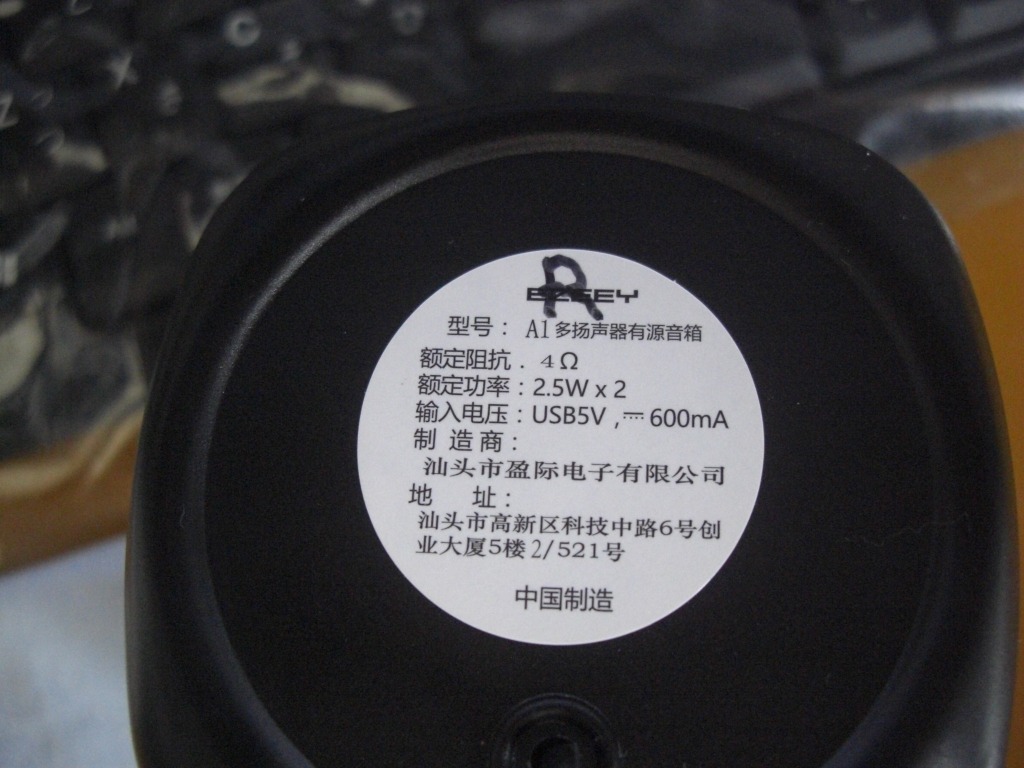 R
EZSEY
型号： A1多扬声器有源音箱
额定阻抗． 4Ω
额定功率：2.5W x 2
输入电压：USB5V , ⎓ 600mA
制 造 商：
汕头市盈际电子有限公司
地 址：
汕头市高新区科技中路6号创
业大厦5楼2/521号
中国制造